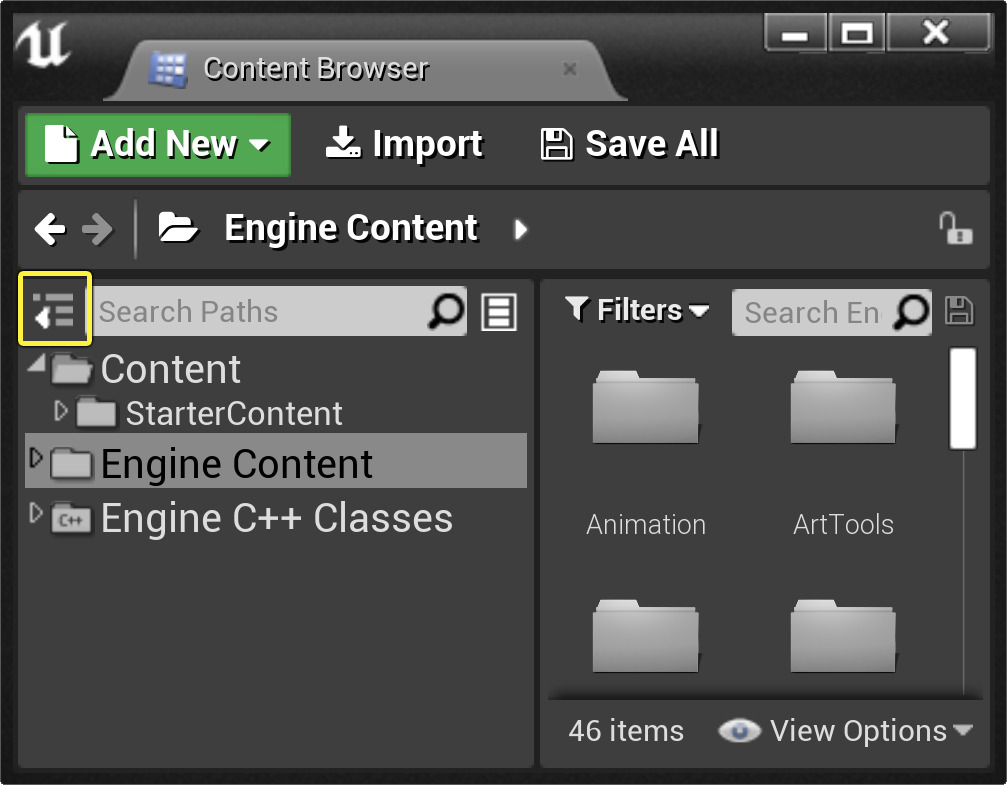 Content Browser
Add New Import Save All
Engine Content
Search Paths
Filters
Search En
Content
StarterContent
Engine Content
C++ Engine C++ Classes
Animation
ArtTools
46 items
View Options